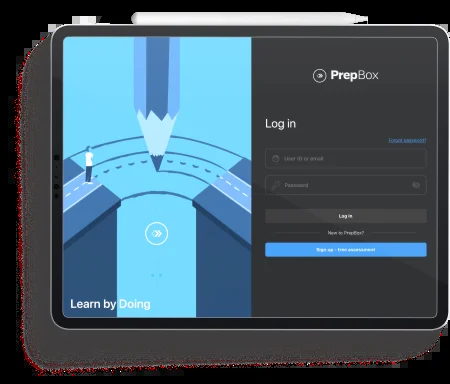 PrepBox
Log in
Forgot password?
User ID or email
Password
Log in
New to PrepBox?
Sign up - free assessment
Learn by Doing